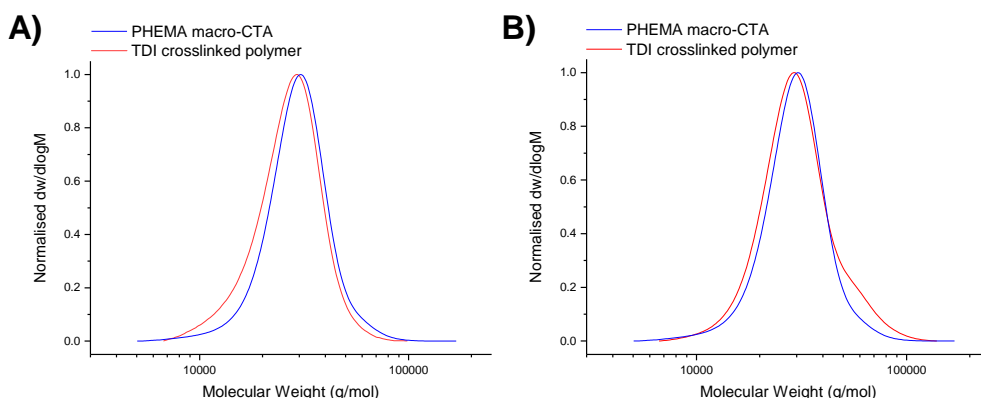 A)
PHEMA macro-CTA
TDI crosslinked polymer
1.0
0.8
0.6
0.4
0.2
0.0
Normalised dw/dlogM
10000
100000
Molecular Weight (g/mol)
B)
PHEMA macro-CTA
TDI crosslinked polymer
1.0
0.8
0.6
0.4
0.2
0.0
Normalised dw/dlogM
10000
100000
Molecular Weight (g/mol)